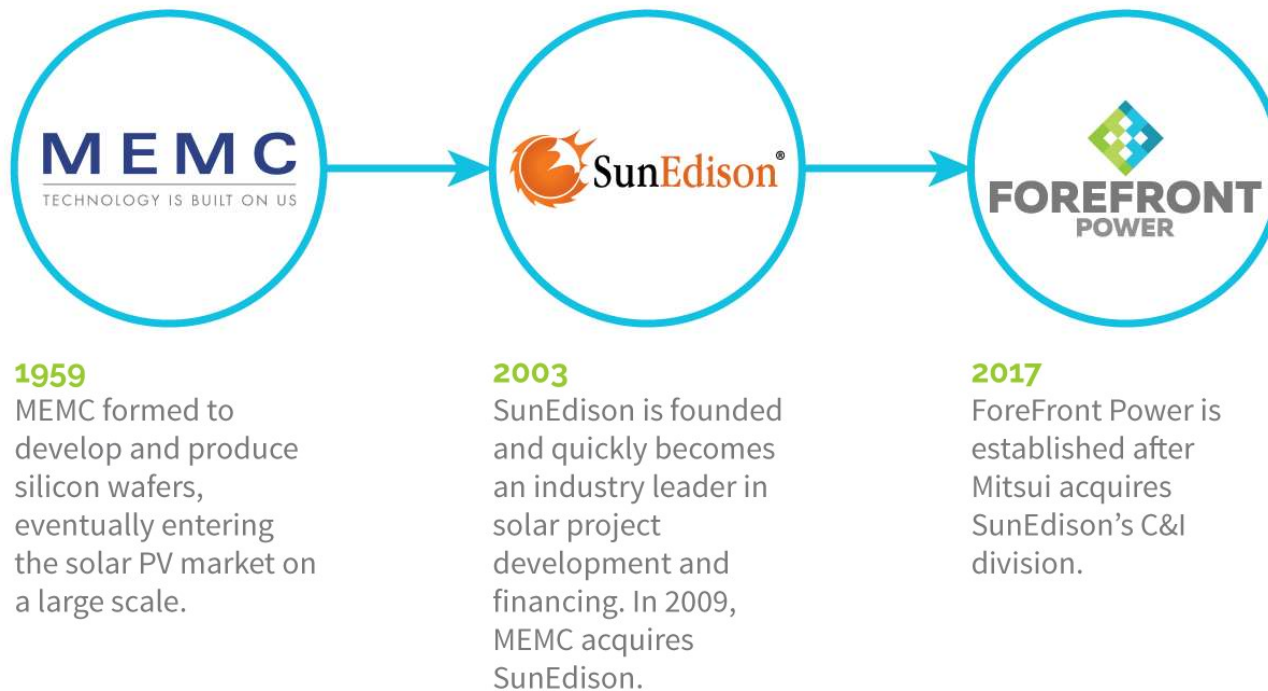 MEMC
TECHNOLOGY IS BUILT ON US
SunEdison®
FOREFRONT
POWER
1959
MEMC formed to
develop and produce
silicon wafers,
eventually entering
the solar PV market on
a large scale.
2003
SunEdison is founded
and quickly becomes
an industry leader in
solar project
development and
financing. In 2009,
MEMC acquires
SunEdison.
2017
ForeFront Power is
established after
Mitsui acquires
SunEdison’s C&I
division.